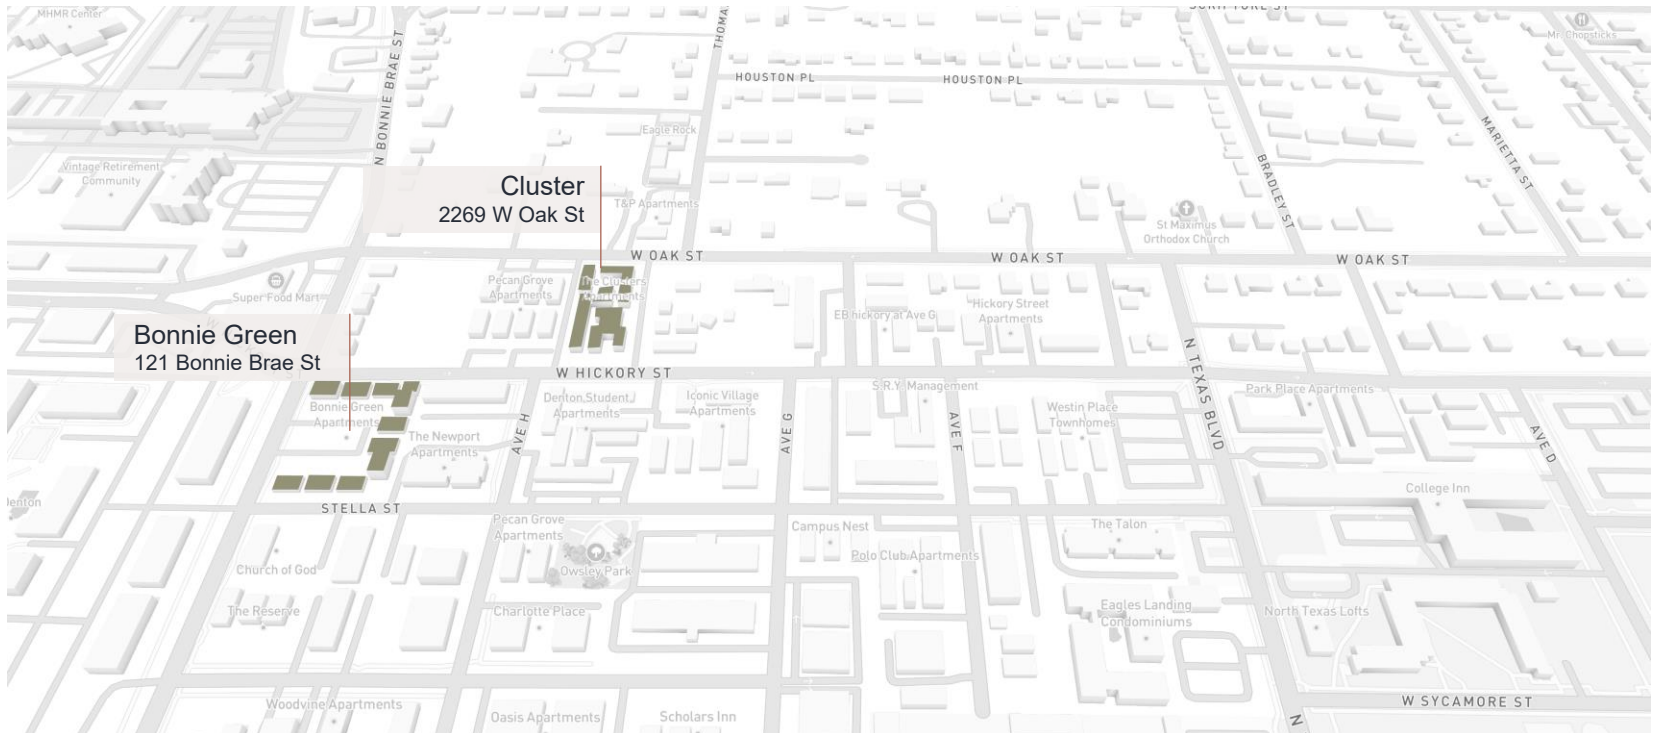 MHMR Center
N BONNIE BRAE ST
THOMA
SCRIPTURE ST
Mr. Chopsticks
HOUSTON PL
HOUSTON PL
Eagle Rock
MARIETTA ST
BRADLEY ST
Vintage Retirement
Community
Cluster
2269 W Oak St
T&P Apartments
St Maximus
Orthodox Church
W OAK ST
W OAK ST
W OAK ST
Super Food Mart
Pecan Grove
Apartments
The Clusters
Apartments
EB hickory at Ave G
Hickory Street
Apartments
Bonnie Green
121 Bonnie Brae St
W HICKORY ST
N TEXAS BLVD
S.R.Y. Management
Park Place Apartments
Bonnie Green
Apartments
Denton Student
Apartments
Iconic Village
Apartments
Westin Place
Townhomes
AVE H
AVE G
AVE F
AVE D
The Newport
Apartments
Denton
College Inn
STELLA ST
Pecan Grove
Apartments
Campus Nest
The Talon
Polo Club Apartments
Church of God
Owsley Park
The Reserve
Charlotte Place
Eagles Landing
Condominiums
North Texas Lofts
Woodvine Apartments
Oasis Apartments
Scholars Inn
W SYCAMORE ST
N